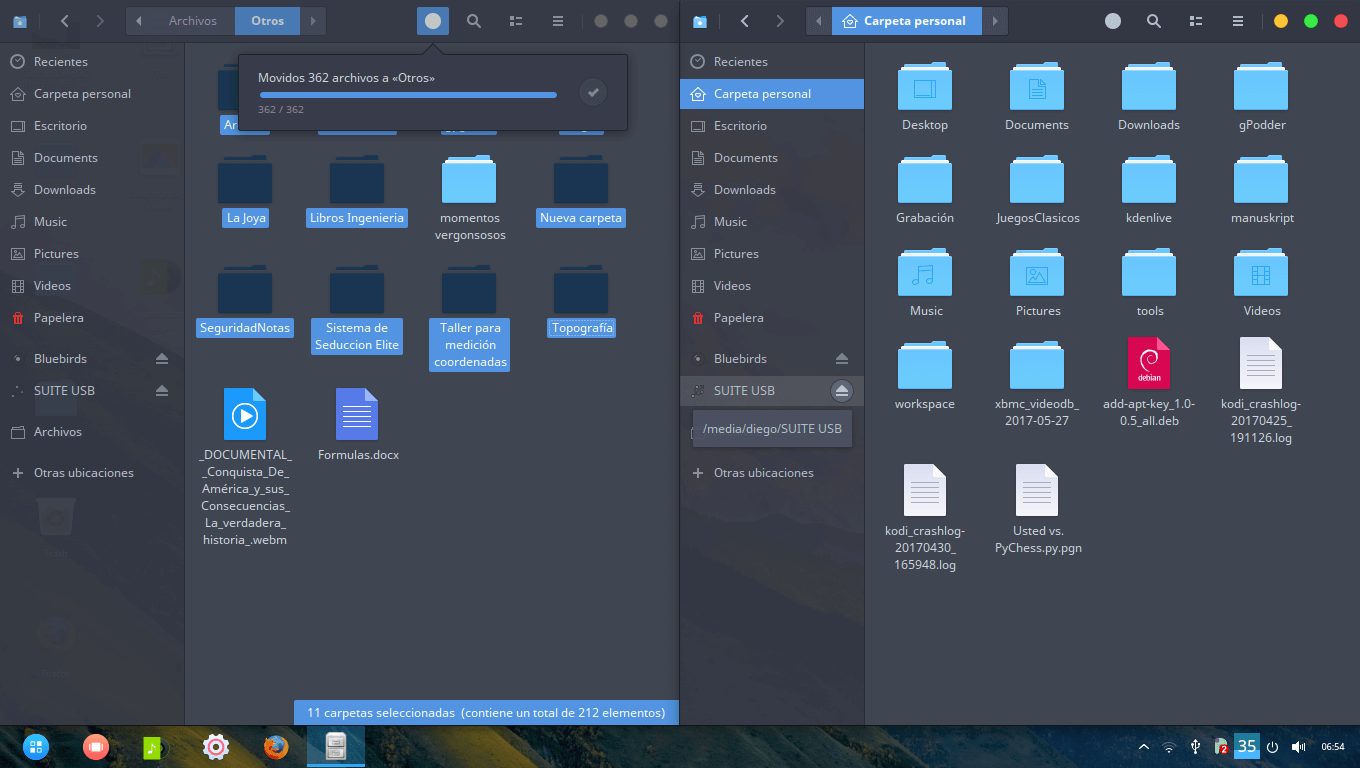 Archivos
Otros
Carpeta personal
Movidos 362 archivos a «Otros»
362 / 362
Recientes
Carpeta personal
Escritorio
Documents
Downloads
Music
Pictures
Videos
Papelera
Bluebirds
SUITE USB
Archivos
Otras ubicaciones
La Joya
Libros Ingenieria
momentos
vergonsosos
Nueva carpeta
SeguridadNotas
Sistema de
Seduccion Elite
Taller para
medición
coordenadas
Topografía
_DOCUMENTAL_
_Conquista_De_
América_y_sus_
Consecuencias_
La_verdadera_
historia_.webm
Formulas.docx
11 carpetas seleccionadas (contiene un total de 212 elementos)
Recientes
Carpeta personal
Escritorio
Documents
Downloads
Music
Pictures
Videos
Papelera
Bluebirds
SUITE USB
/media/diego/SUITE USB
Otras ubicaciones
Desktop
Documents
Downloads
gPodder
Grabación
JuegosClasicos
kdenlive
manuskript
Music
Pictures
tools
Videos
workspace
xbmc_videodb_
2017-05-27
debian
add-apt-key_1.0-
0.5_all.deb
kodi_crashlog-
20170425_
191126.log
kodi_crashlog-
20170430_
165948.log
Usted vs.
PyChess.py.pgn
2
35
06:54